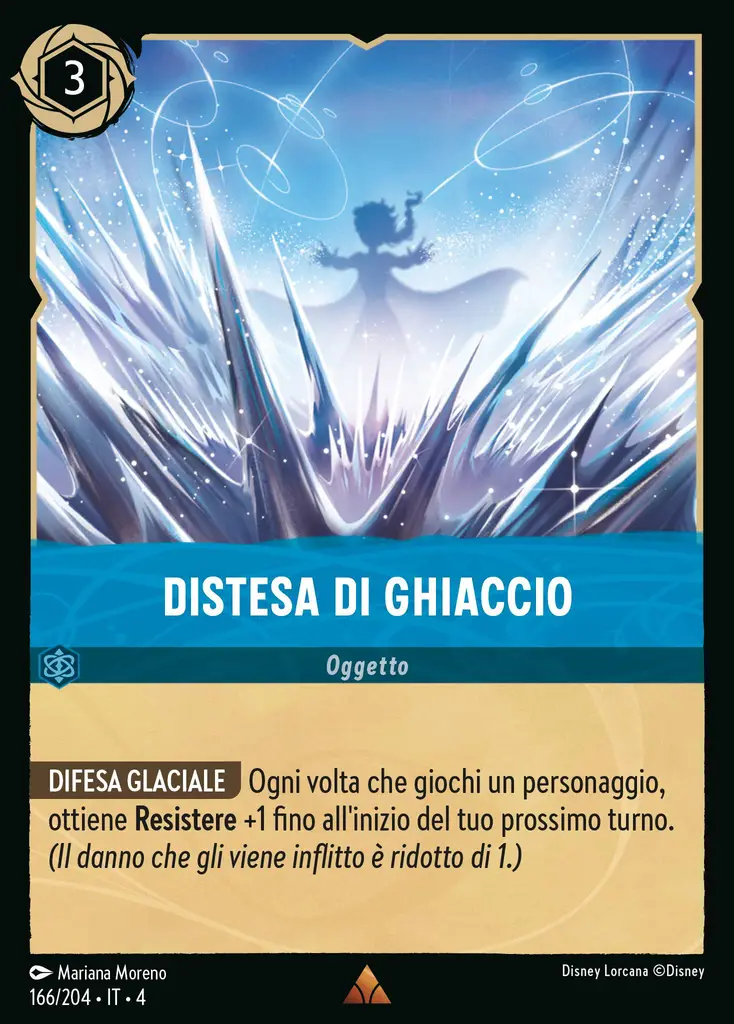 3
DISTESA DI GHIACCIO
Oggetto
DIFESA GLACIALE Ogni volta che giochi un personaggio,
ottiene Resistere +1 fino all'inizio del tuo prossimo turno.
(Il danno che gli viene inflitto è ridotto di 1.)
Mariana Moreno
Disney Lorcana ©Disney
166/204 • IT • 4